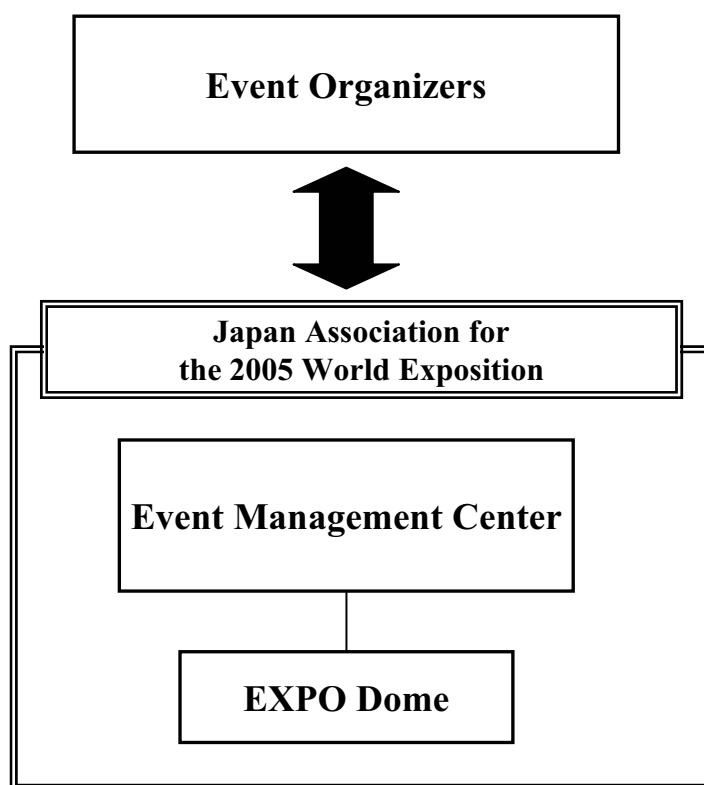 Event Organizers
Japan Association for
the 2005 World Exposition
Event Management Center
EXPO Dome